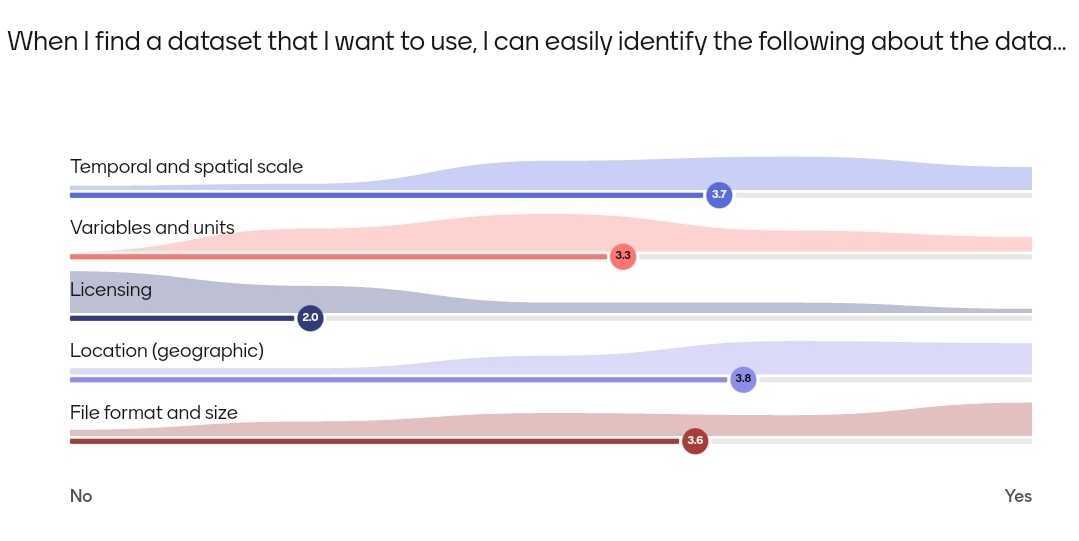 When I find a dataset that I want to use, I can easily identify the following about the data...
Temporal and spatial scale
3.7
Variables and units
3.3
Licensing
2.0
Location (geographic)
3.8
File format and size
3.6
No Yes